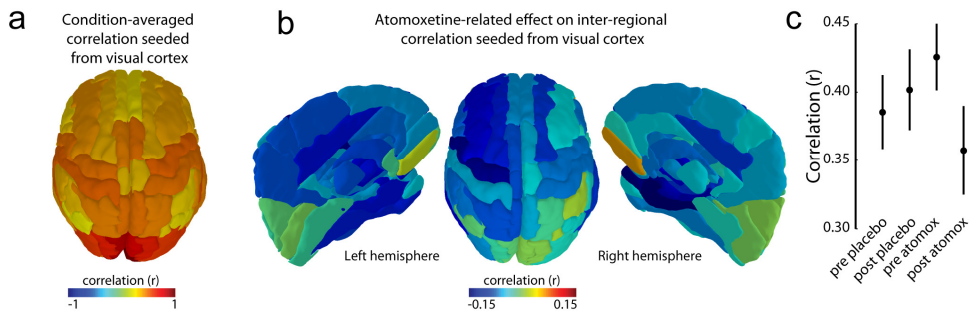 a
Condition-averaged
correlation seeded
from visual cortex
correlation (r)
-1
1
b
Atomoxetine-related effect on inter-regional
correlation seeded from visual cortex
Left hemisphere
Right hemisphere
correlation (r)
-0.15
0.15
c
Correlation (r)
0.45
0.40
0.35
0.30
pre placebo
post placebo
pre atomox
post atomox